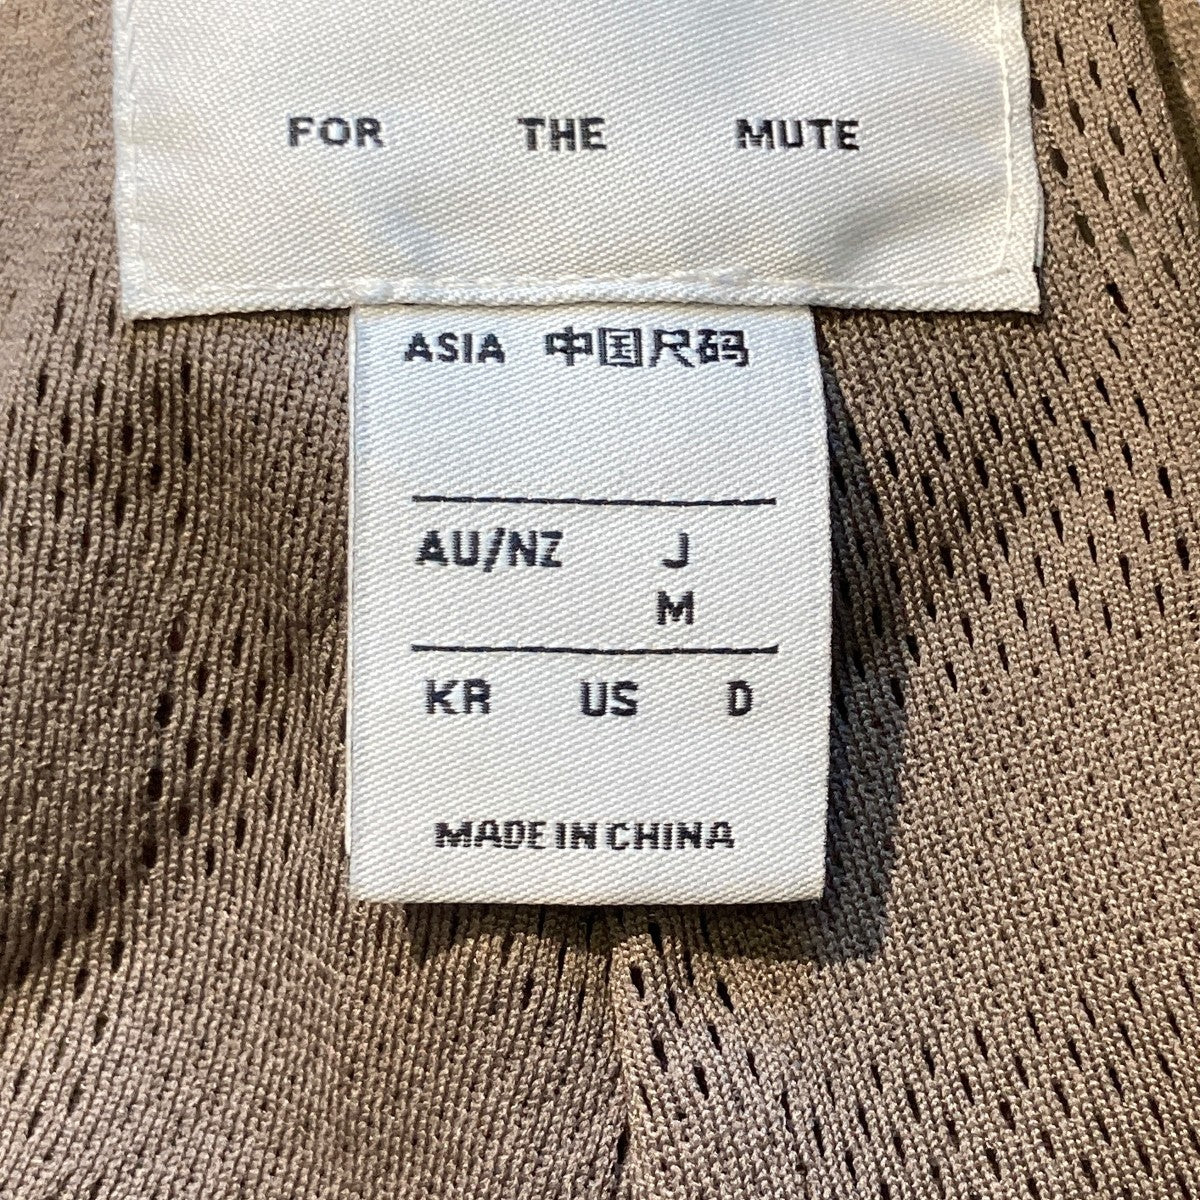 FOR THE MUTE
ASIA 中国尺码
AU/NZ J
M
KR US D
MADE IN CHINA